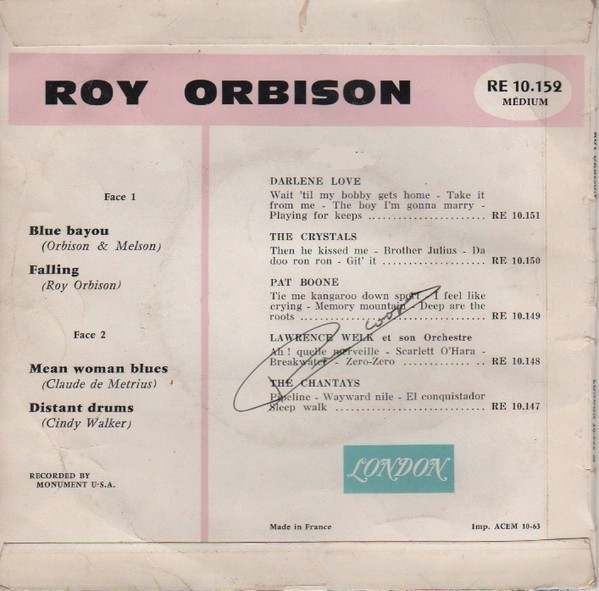 ROY ORBISON
RE 10.152
MÉDIUM
Face 1
Blue bayou
(Orbison & Melson)
Falling
(Roy Orbison)
Face 2
Mean woman blues
(Claude de Metrius)
Distant drums
(Cindy Walker)
RECORDED BY
MONUMENT U-S.A.
DARLENE LOVE
Wait 'til my bobby gets home - Take it
from me - The boy I'm gonna marry -
Playing for keeps .......................... RE 10.151
THE CRYSTALS
Then he kissed me - Brother Julius - Da
doo ron ron - Git' it ....................... RE 10.150
PAT BOONE
Tie me kangaroo down sport - I feel like
crying - Memory mountain - Deep are the
roots ........................................ RE 10.149
LAWRENCE WELK et son Orchestre
Ah ! quelle merveille - Scarlett O'Hara -
Breakwater - Zero-Zero .................. RE 10.148
THE CHANTAYS
Pipeline - Wayward nile - El conquistador
Sleep walk ................................. RE 10.147
LONDON
Made in France
Imp. ACEM 10-63